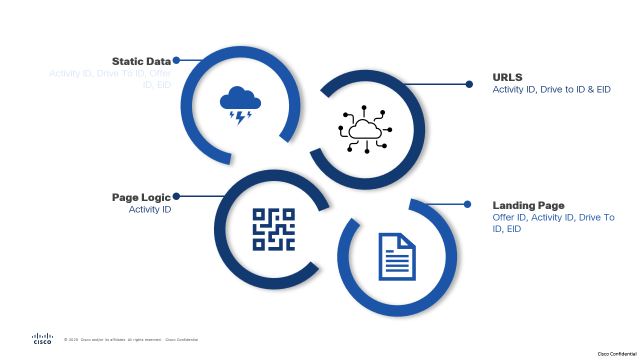 Static Data
Activity ID, Drive To ID, Offer
ID, EID
URLS
Activity ID, Drive to ID & EID
Page Logic
Activity ID
Landing Page
Offer ID, Activity ID, Drive To
ID, EID
CISCO
© 2020 Cisco and/or its affiliates. All rights reserved. Cisco Confidential
Cisco Confidential